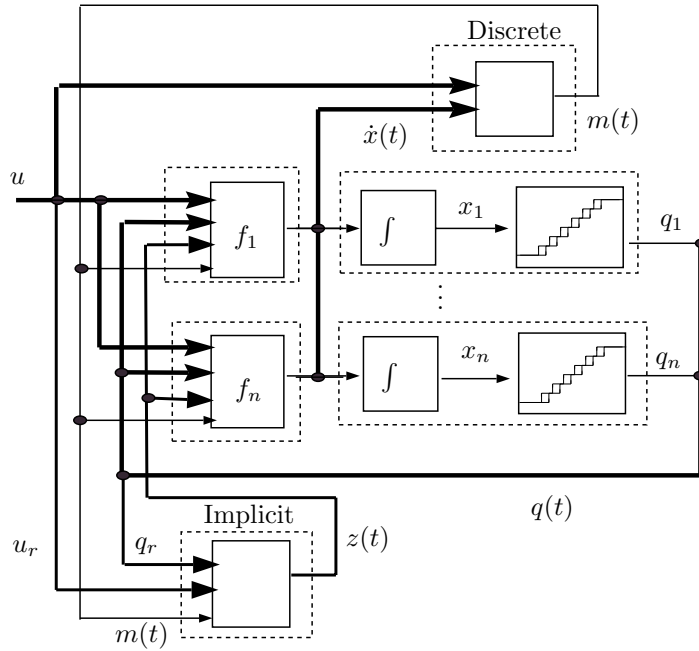 Discrete
ẋ(t)
m(t)
u
f₁
∫
x₁
q₁
⋮
fₙ
∫
xₙ
qₙ
q(t)
Implicit
uᵣ
qᵣ
z(t)
m(t)